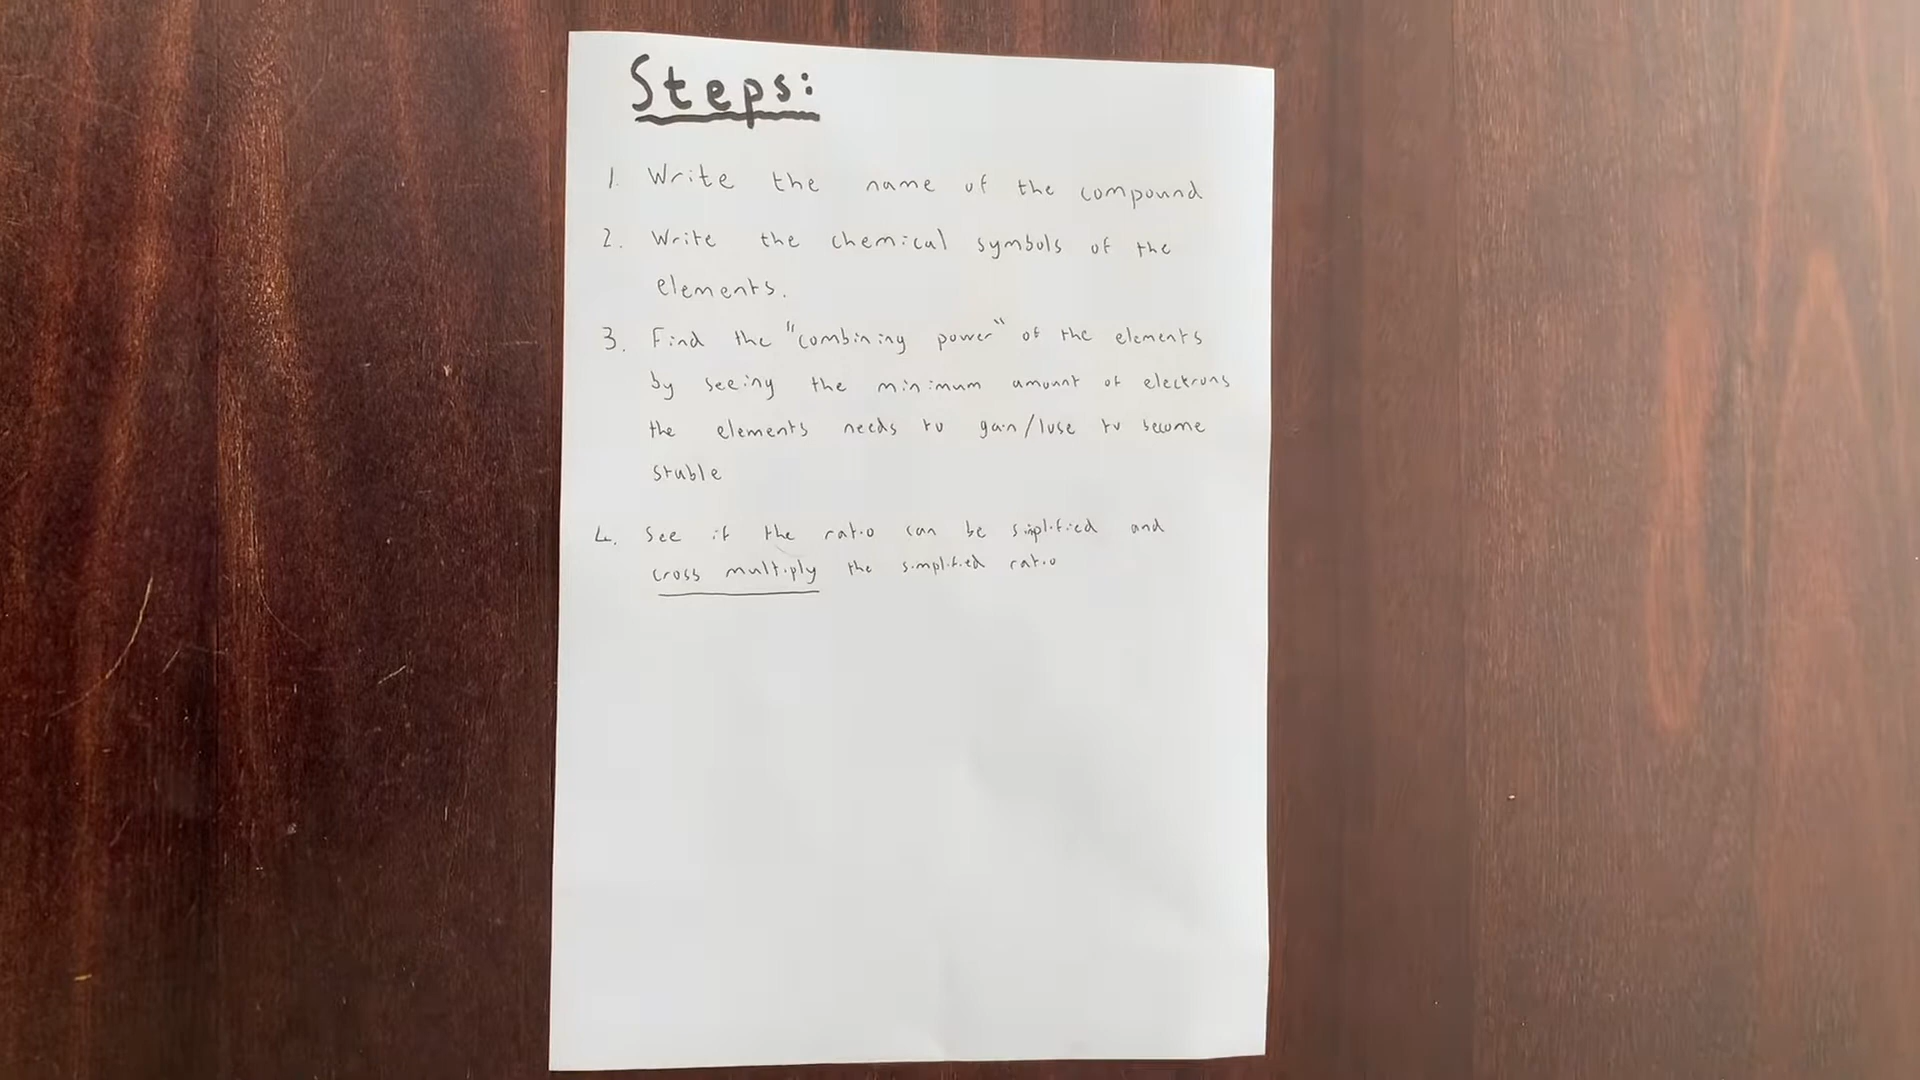 Steps:
1. Write the name of the compound
2. Write the chemical symbols of the
elements.
3. Find the "combining power" of the elements
by seeing the minimum amount of electrons
the elements needs to gain/lose to become
stable
4. See if the ratio can be simplified and
cross multiply the simplified ratio